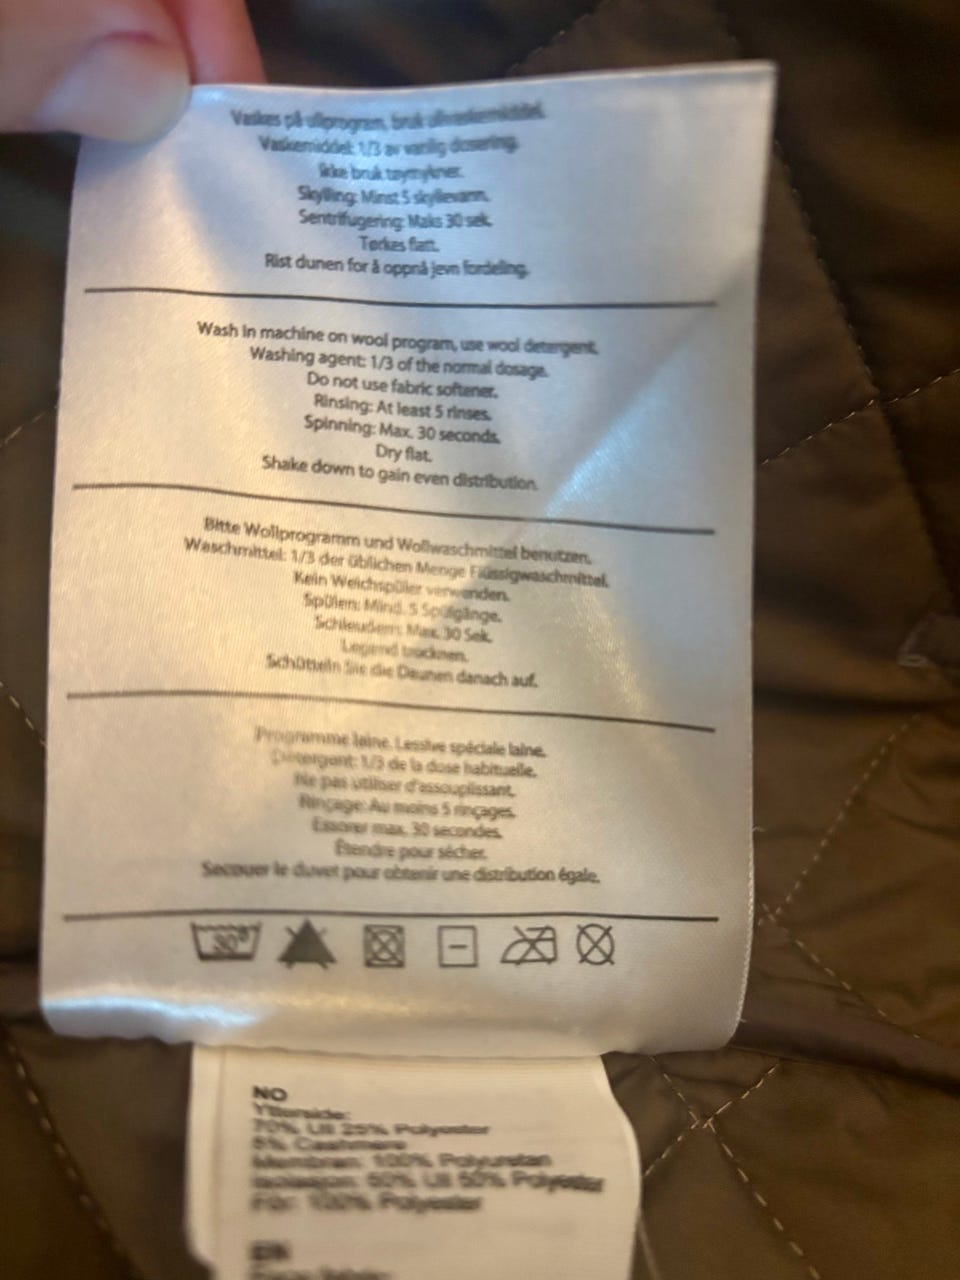 Vaskes på ullprogram, bruk ullvaskemiddel.
Vaskemiddel: 1/3 av vanlig dosering.
Ikke bruk tøymykner.
Skylling: Minst 5 skyllevann.
Sentrifugering: Maks 30 sek.
Tørkes flatt.
Rist dunen for å oppnå jevn fordeling.
Wash in machine on wool program, use wool detergent.
Washing agent: 1/3 of the normal dosage.
Do not use fabric softener.
Rinsing: At least 5 rinses.
Spinning: Max. 30 seconds.
Dry flat.
Shake down to gain even distribution.
Bitte Wollprogramm und Wollwaschmittel benutzen.
Waschmittel: 1/3 der üblichen Menge Flüssigwaschmittel.
Kein Weichspüler verwenden.
Spülen: Mind. 5 Spülgänge.
Schleudern: Max. 30 Sek.
Liegend trocknen.
Schütteln Sie die Daunen danach auf.
Programme laine. Lessive spéciale laine.
Détergent: 1/3 de la dose habituelle.
Ne pas utiliser d'assouplissant.
Rinçage: Au moins 5 rinçages.
Essorer max. 30 secondes.
Étendre pour sécher.
Secouer le duvet pour obtenir une distribution égale.
30°
NO
Ytterside:
70% Ull 25% Polyester
5% Cashmere
Membran: 100% Polyuretan
Isolasjon: 50% Ull 50% Polyester
Fôr: 100% Polyester
EN